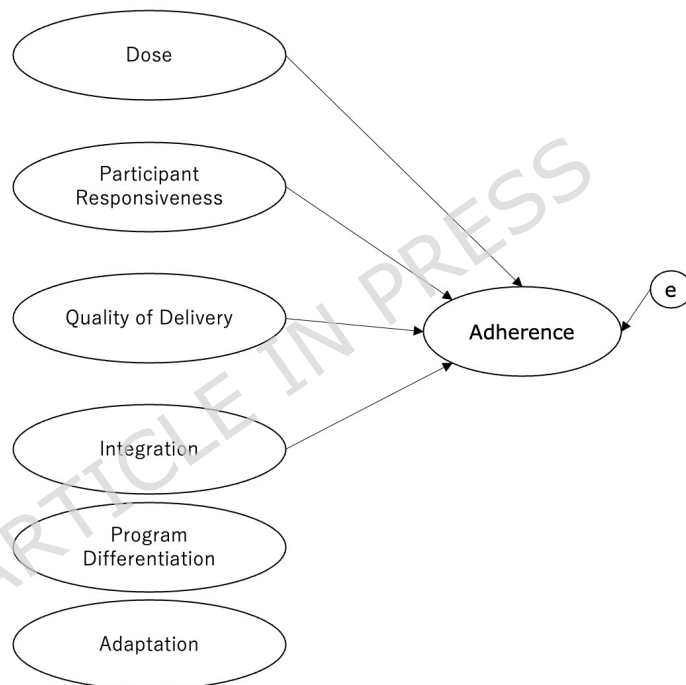 Dose
Participant
Responsiveness
Quality of Delivery
e
Adherence
Integration
Program
Differentiation
Adaptation
ARTICLE IN PRESS